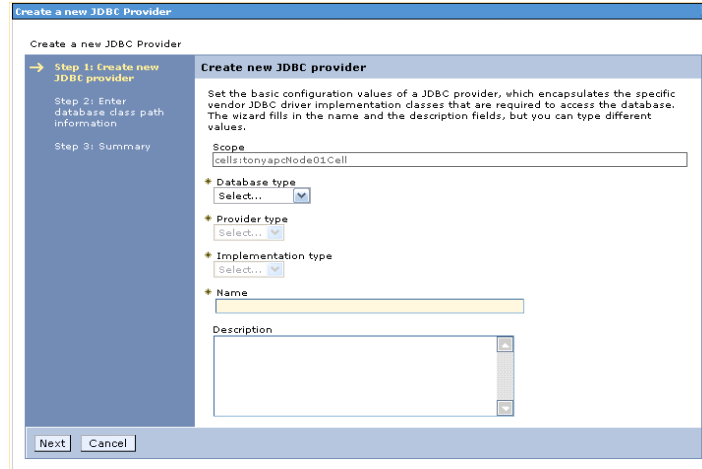 Create a new JDBC Provider
Create a new JDBC Provider
Step 1: Create new
JDBC provider
Step 2: Enter
database class path
information
Step 3: Summary
Create new JDBC provider
Set the basic configuration values of a JDBC provider, which encapsulates the specific
vendor JDBC driver implementation classes that are required to access the database.
The wizard fills in the name and the description fields, but you can type different
values.
Scope
cells:tonyapcNode01Cell
* Database type
Select...
* Provider type
Select...
* Implementation type
Select...
* Name
Description
Next
Cancel